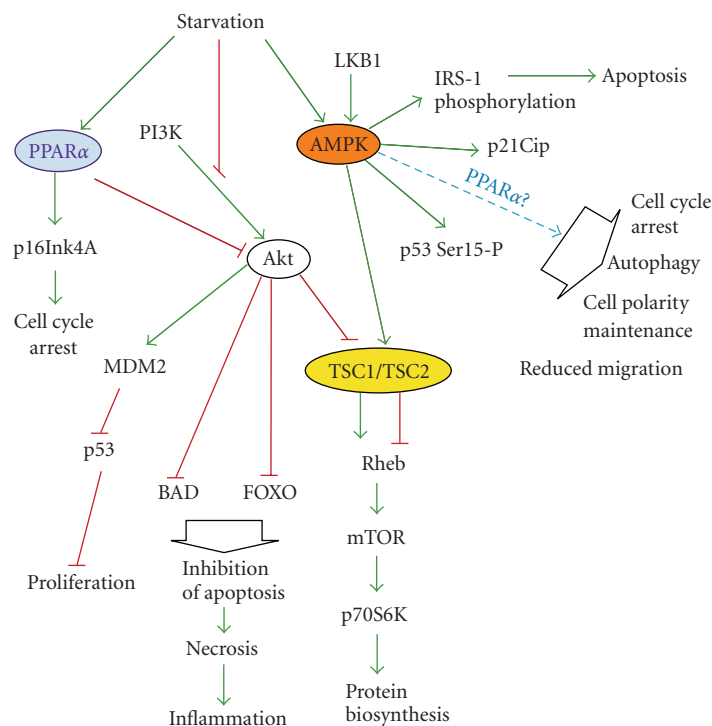 Starvation
LKB1
IRS-1
phosphorylation
Apoptosis
PI3K
PPARα
AMPK
p21Cip
PPARα?
Cell cycle
arrest
p16Ink4A
p53 Ser15-P
Akt
Autophagy
Cell polarity
maintenance
Cell cycle
arrest
MDM2
TSC1/TSC2
Reduced migration
p53
Rheb
BAD
FOXO
mTOR
Proliferation
Inhibition
of apoptosis
p70S6K
Necrosis
Protein
biosynthesis
Inflammation